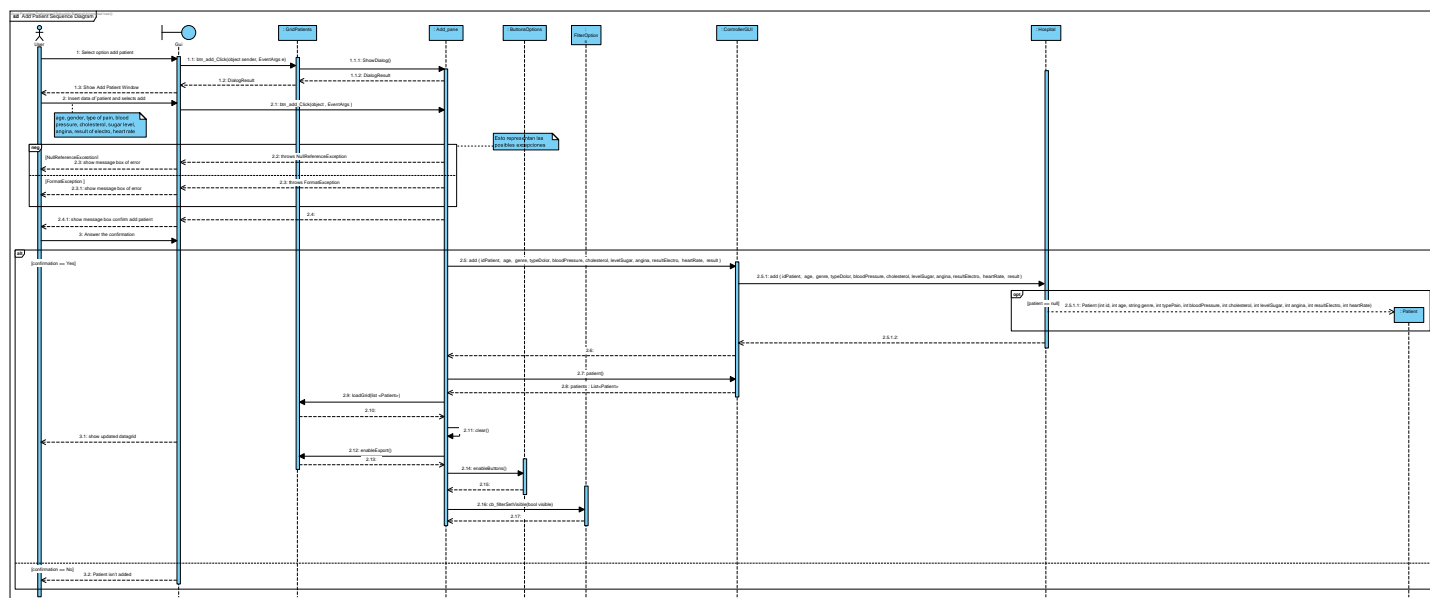 sd Add Patient Sequence Diagram
: GridPatients
: Add_pane
: ButtonsOptions
: FilterOption
s
: ControllerGUI
: Hospital
User
Gui
1: Select option add patient
1.1: btn_add_Click(object sender, EventArgs e)
1.1.1: ShowDialog()
1.1.2: DialogResult
1.2: DialogResult
1.3: Show Add Patient Window
2: Insert data of patient and selects add
2.1: btn_add_Click(object , EventArgs )
age, gender, type of pain, blood
pressure, cholesterol, sugar level,
angina, result of electro, heart rate
Esto representan las
posibles exepciones
neg
[NullReferenceException]
2.2: throws NullReferenceException
2.3: show message box of error
[FormatException ]
2.3: throws FormatException
2.3.1: show message box of error
2.4:
2.4.1: show message box confirm add patient
3: Answer the confirmation
alt
[confirmation == Yes]
2.5: add ( idPatient, age, genre, typeDolor, bloodPressure, cholesterol, levelSugar, angina, resultElectro, heartRate, result )
2.5.1: add ( idPatient, age, genre, typeDolor, bloodPressure, cholesterol, levelSugar, angina, resultElectro, heartRate, result )
opt
[patient == null]
2.5.1.1: Patient (int id, int age, string genre, int typePain, int bloodPressure, int cholesterol, int levelSugar, int angina, int resultElectro, int heartRate)
: Patient
2.5.1.2:
2.6:
2.7: patient()
2.8: patients : List<Patient>
2.9: loadGrid(list <Patient>)
2.10:
2.11: clear()
3.1: show updated datagrid
2.12: enableExport()
2.13:
2.14: enableButtons()
2.15:
2.16: cb_filterSetVisible(bool visible)
2.17:
[confirmation == No]
3.2: Patient isn't added